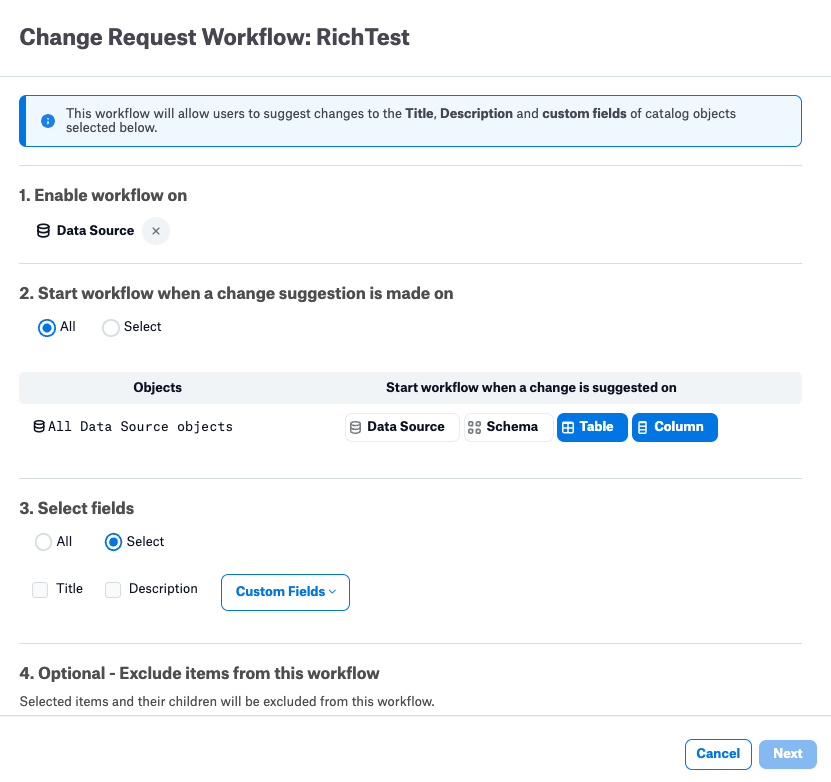 Change Request Workflow: RichTest
This workflow will allow users to suggest changes to the Title, Description and custom fields of catalog objects
selected below.
1. Enable workflow on
Data Source ×
2. Start workflow when a change suggestion is made on
All Select
Objects Start workflow when a change is suggested on
All Data Source objects Data Source Schema Table Column
3. Select fields
All Select
Title Description Custom Fields
4. Optional - Exclude items from this workflow
Selected items and their children will be excluded from this workflow.
Cancel Next